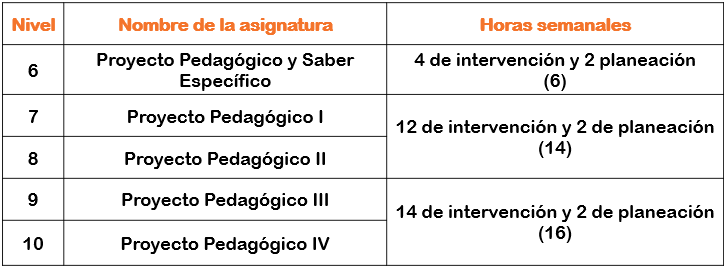 Nivel Nombre de la asignatura Horas semanales
6 Proyecto Pedagógico y Saber
Específico 4 de intervención y 2 planeación
(6)
7 Proyecto Pedagógico I
8 Proyecto Pedagógico II
12 de intervención y 2 de planeación
(14)
9 Proyecto Pedagógico III
10 Proyecto Pedagógico IV
14 de intervención y 2 de planeación
(16)